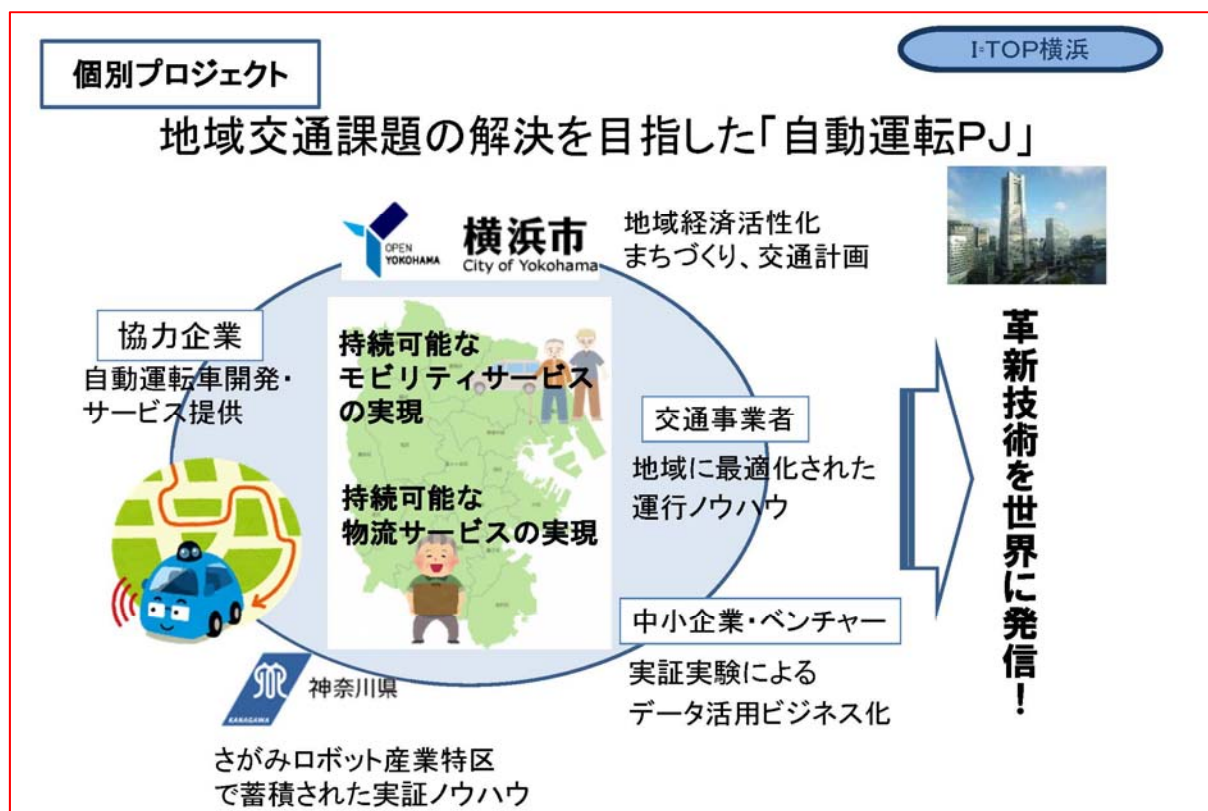 I·TOP横浜
個別プロジェクト
地域交通課題の解決を目指した「自動運転PJ」
OPEN
YOKOHAMA
横浜市
City of Yokohama
地域経済活性化
まちづくり、交通計画
協力企業
自動運転車開発・
サービス提供
持続可能な
モビリティサービス
の実現
持続可能な
物流サービスの実現
交通事業者
地域に最適化された
運行ノウハウ
中小企業・ベンチャー
実証実験による
データ活用ビジネス化
KANAGAWA
神奈川県
さがみロボット産業特区
で蓄積された実証ノウハウ
革新技術を世界に発信！